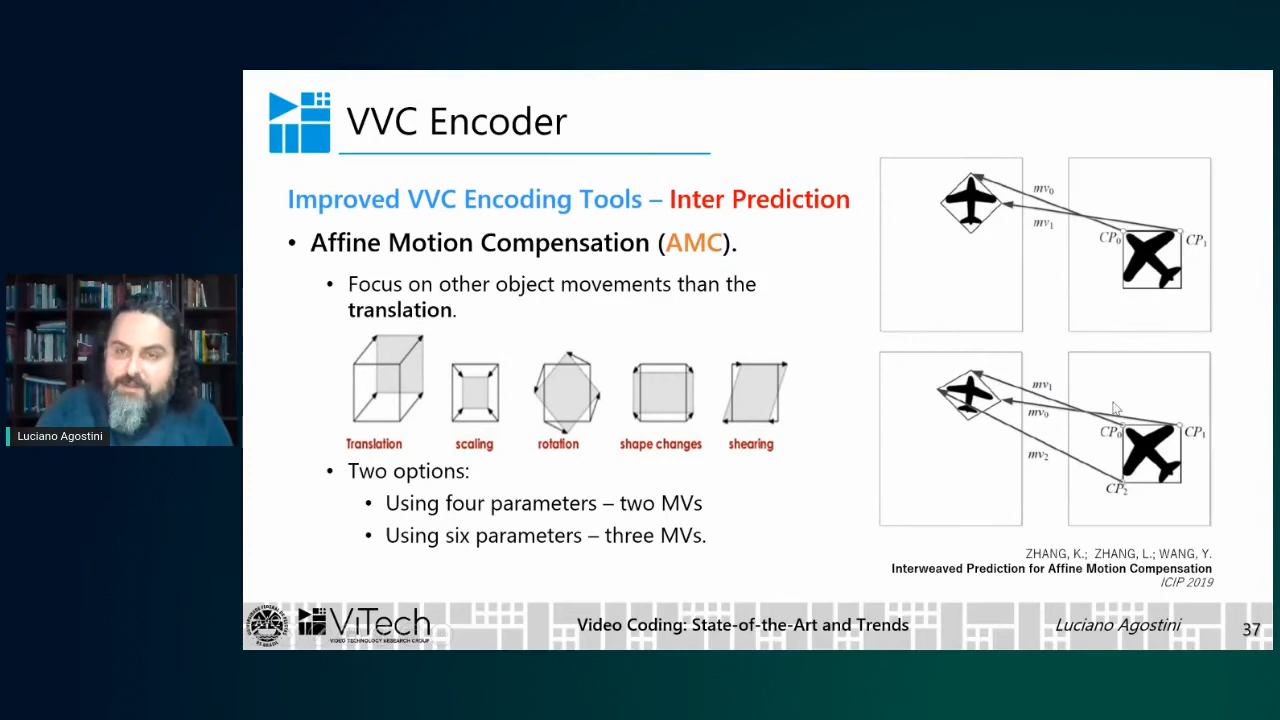 VVC Encoder
Improved VVC Encoding Tools – Inter Prediction
• Affine Motion Compensation (AMC).
• Focus on other object movements than the
translation.
Translation scaling rotation shape changes shearing
• Two options:
• Using four parameters – two MVs
• Using six parameters – three MVs.
mv0
mv1
CP0 CP1
mv1
mv0
mv2
CP0 CP1
CP2
ZHANG, K.; ZHANG, L.; WANG, Y.
Interweaved Prediction for Affine Motion Compensation
ICIP 2019
Luciano Agostini
ViTech
VIDEO TECHNOLOGY RESEARCH GROUP
Video Coding: State-of-the-Art and Trends
Luciano Agostini
37